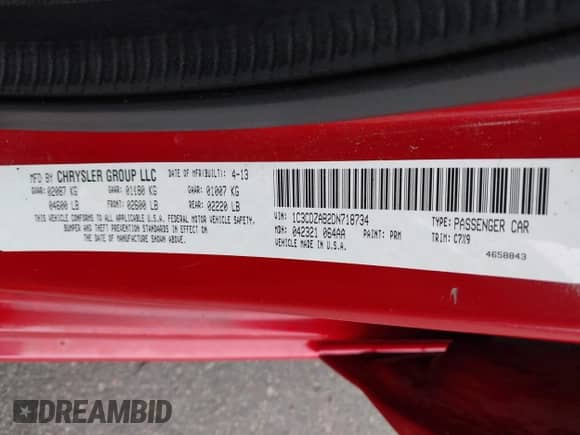 MFD BY CHRYSLER GROUP LLC DATE OF MFR(BUILT): 4-13
GVWR: 02087 KG GAWR: 01180 KG GAWR: 01007 KG
04600 LB FRONT: 02600 LB REAR: 02220 LB
THIS VEHICLE CONFORMS TO ALL APPLICABLE U.S.A. FEDERAL MOTOR VEHICLE SAFETY,
BUMPER AND THEFT PREVENTION STANDARDS IN EFFECT ON
THE DATE OF MANUFACTURE SHOWN ABOVE.
VIN: 1C3CDZAB2DN718734 TYPE: PASSENGER CAR
MDH: 042321 064AA PAINT: PRM TRIM: C7X9
VEHICLE MADE IN U.S.A. 4658843
DREAMBID